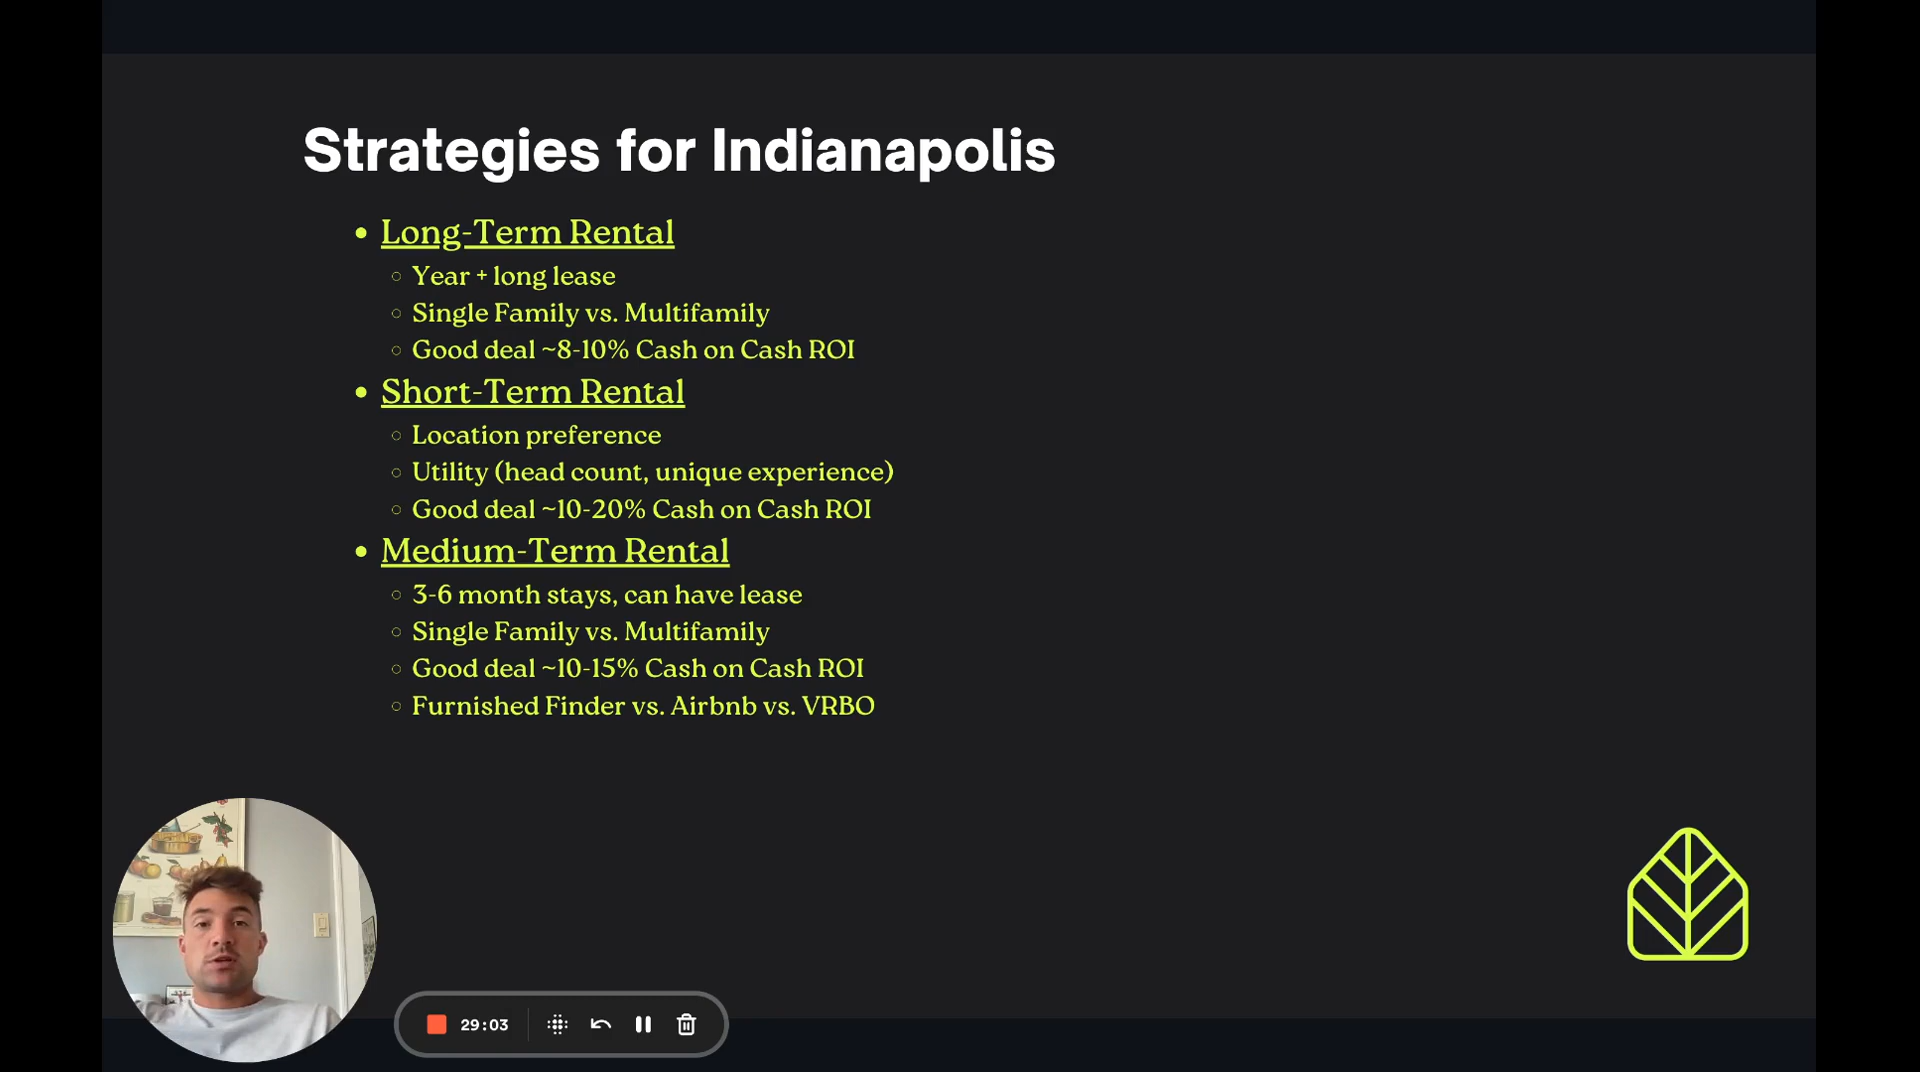 Strategies for Indianapolis
Long-Term Rental
Year + long lease
Single Family vs. Multifamily
Good deal ~8-10% Cash on Cash ROI
Short-Term Rental
Location preference
Utility (head count, unique experience)
Good deal ~10-20% Cash on Cash ROI
Medium-Term Rental
3-6 month stays, can have lease
Single Family vs. Multifamily
Good deal ~10-15% Cash on Cash ROI
Furnished Finder vs. Airbnb vs. VRBO
29:03